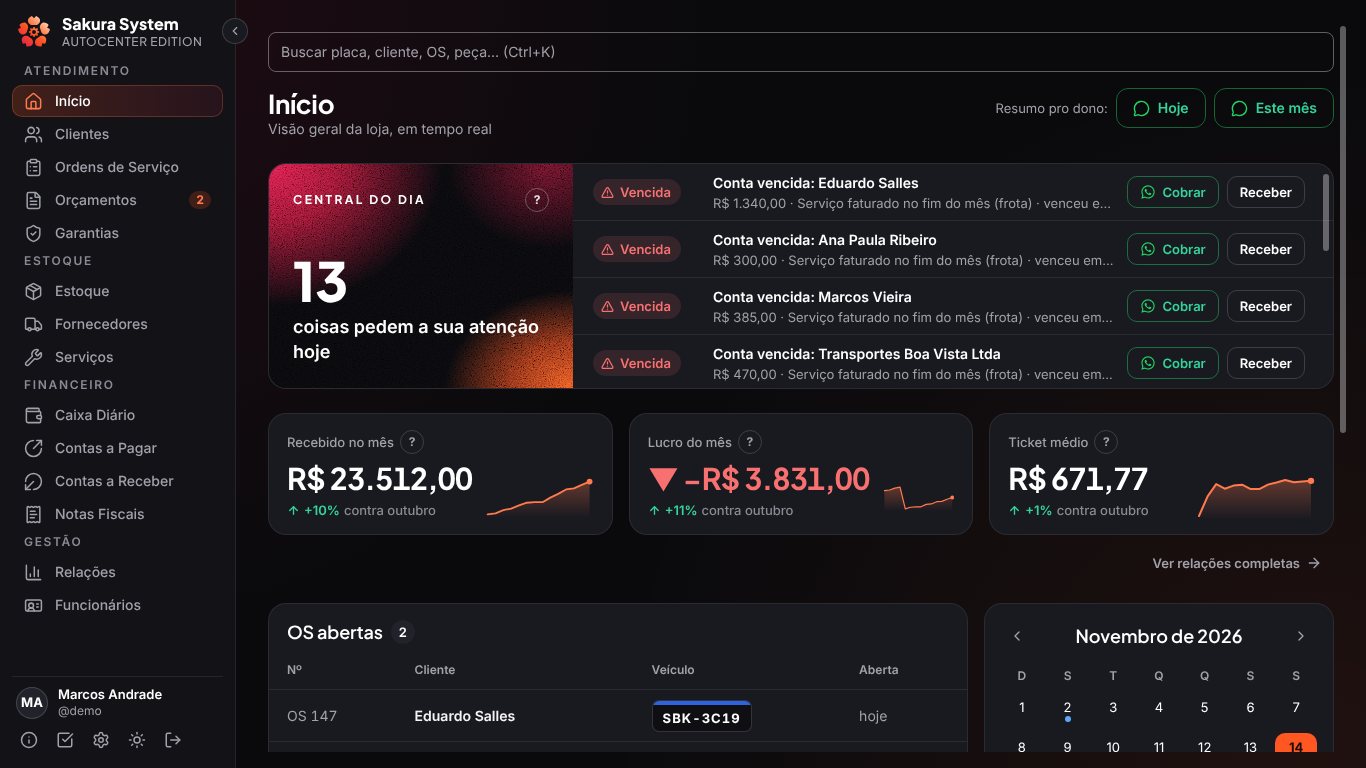 Sakura System
AUTOCENTER EDITION
ATENDIMENTO
Início
Clientes
Ordens de Serviço
Orçamentos 2
Garantias
ESTOQUE
Estoque
Fornecedores
Serviços
FINANCEIRO
Caixa Diário
Contas a Pagar
Contas a Receber
Notas Fiscais
GESTÃO
Relações
Funcionários
MA
Marcos Andrade
@demo
Buscar placa, cliente, OS, peça... (Ctrl+K)
Início
Visão geral da loja, em tempo real
Resumo pro dono: Hoje Este mês
CENTRAL DO DIA ?
13
coisas pedem a sua atenção
hoje
Vencida Conta vencida: Eduardo Salles Cobrar Receber
R$ 1.340,00 · Serviço faturado no fim do mês (frota) · venceu e...
Vencida Conta vencida: Ana Paula Ribeiro Cobrar Receber
R$ 300,00 · Serviço faturado no fim do mês (frota) · venceu em...
Vencida Conta vencida: Marcos Vieira Cobrar Receber
R$ 385,00 · Serviço faturado no fim do mês (frota) · venceu em...
Vencida Conta vencida: Transportes Boa Vista Ltda Cobrar Receber
R$ 470,00 · Serviço faturado no fim do mês (frota) · venceu em...
Recebido no mês ?
R$ 23.512,00
↑ +10% contra outubro
Lucro do mês ?
▼ −R$ 3.831,00
↑ +11% contra outubro
Ticket médio ?
R$ 671,77
↑ +1% contra outubro
Ver relações completas →
OS abertas 2
Nº Cliente Veículo Aberta
OS 147 Eduardo Salles SBK-3C19 hoje
Novembro de 2026
D S T Q Q S S
1 2 3 4 5 6 7
8 9 10 11 12 13 14